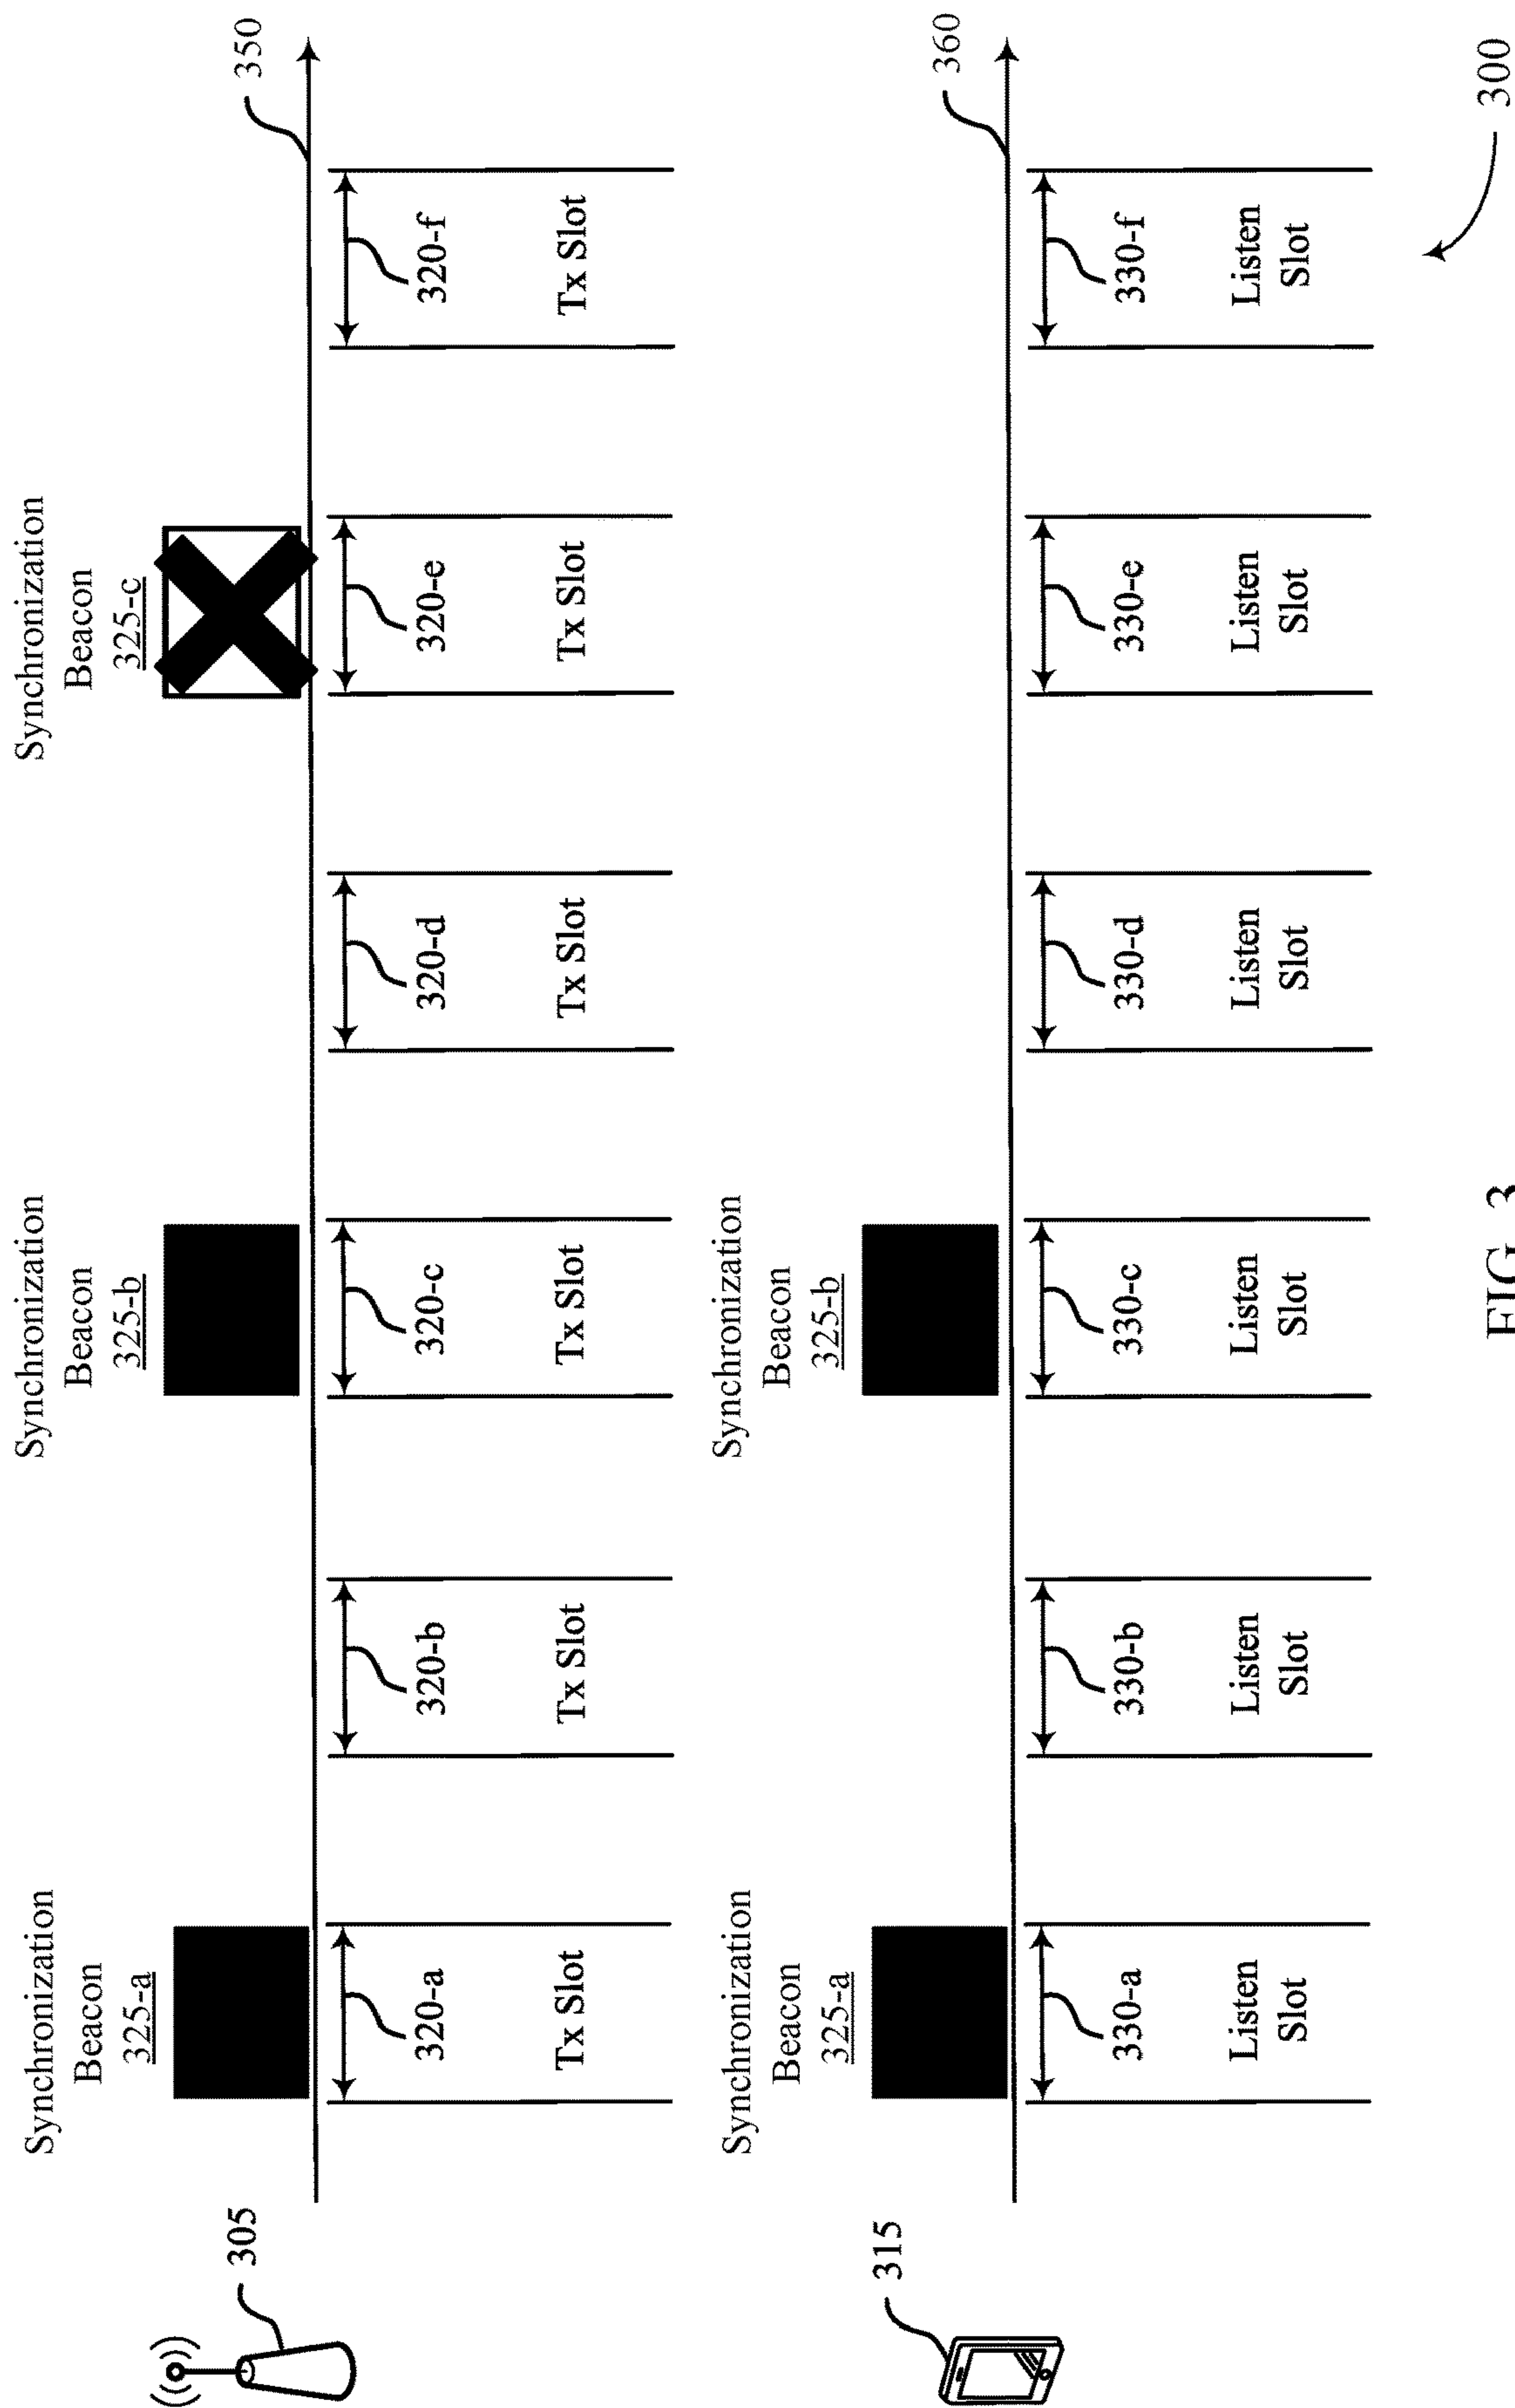 Synchronization
Beacon
325-a
Synchronization
Beacon
325-b
Synchronization
Beacon
325-c
305
350
320-a
320-b
320-c
320-d
320-e
320-f
Tx Slot
Tx Slot
Tx Slot
Tx Slot
Tx Slot
Tx Slot
Synchronization
Beacon
325-a
Synchronization
Beacon
325-b
315
360
330-a
330-b
330-c
330-d
330-e
330-f
Listen
Slot
Listen
Slot
Listen
Slot
Listen
Slot
Listen
Slot
Listen
Slot
300
FIG. 3